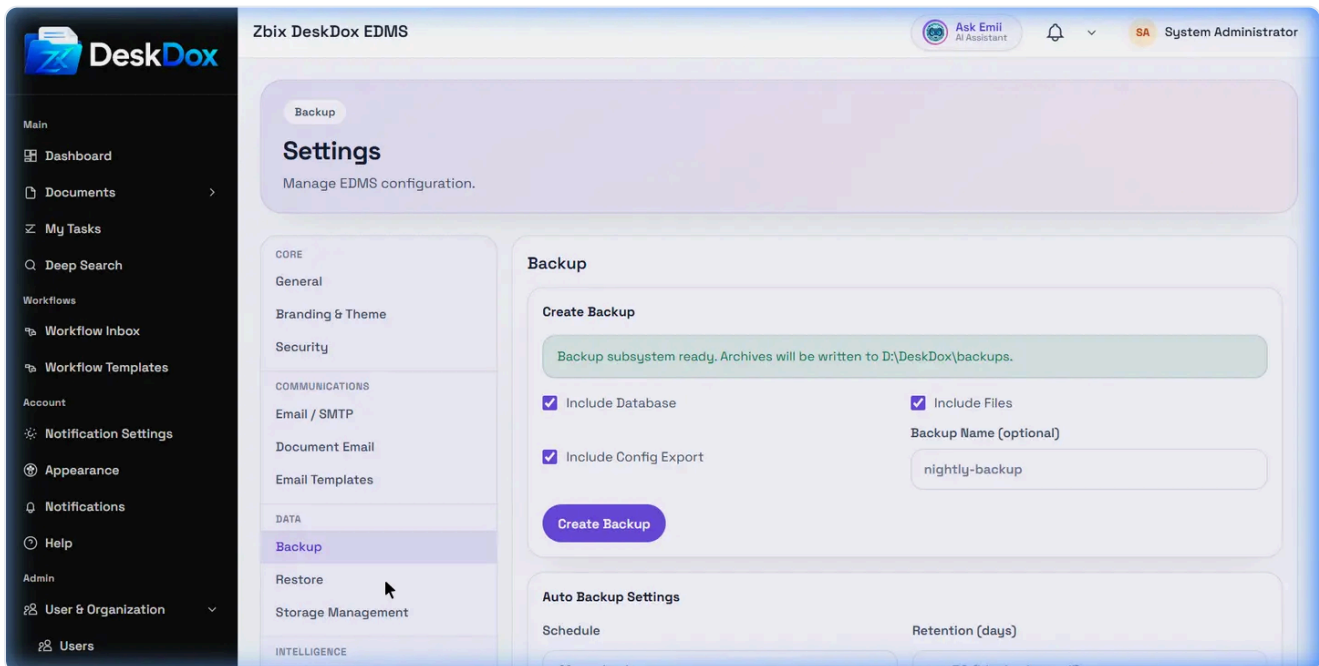 DeskDox
Main
Dashboard
Documents
My Tasks
Deep Search
Workflows
Workflow Inbox
Workflow Templates
Account
Notification Settings
Appearance
Notifications
Help
Admin
User & Organization
Users
Zbix DeskDox EDMS
Ask Emii
AI Assistant
SA
System Administrator
Backup
Settings
Manage EDMS configuration.
CORE
General
Branding & Theme
Security
COMMUNICATIONS
Email / SMTP
Document Email
Email Templates
DATA
Backup
Restore
Storage Management
INTELLIGENCE
Backup
Create Backup
Backup subsystem ready. Archives will be written to D:\DeskDox\backups.
Include Database
Include Files
Include Config Export
Backup Name (optional)
nightly-backup
Create Backup
Auto Backup Settings
Schedule
Retention (days)